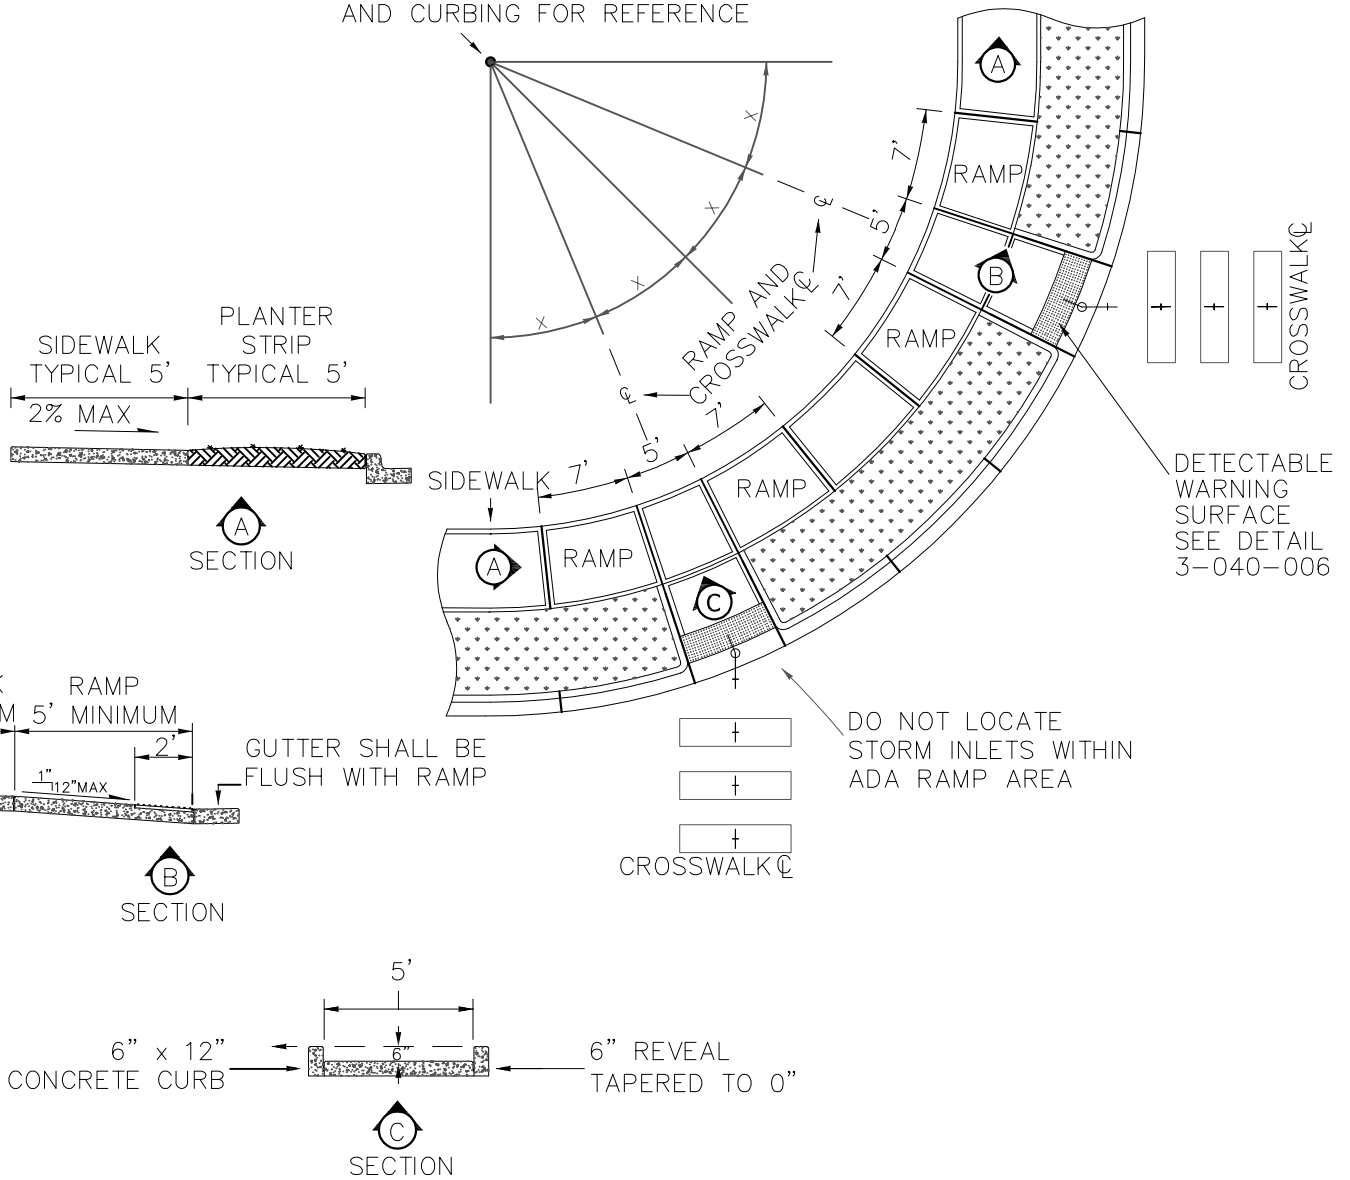 AND CURBING FOR REFERENCE
A
X
7'
RAMP
X
℄
5'
B
CROSSWALK ℄
RAMP AND
CROSSWALK ℄
7'
RAMP
X
X
PLANTER
STRIP
TYPICAL 5'
SIDEWALK
TYPICAL 5'
2% MAX
℄
7'
5'
7'
SIDEWALK
RAMP
DETECTABLE
WARNING
SURFACE
SEE DETAIL
3-040-006
A
SECTION
A
RAMP
C
K
RAMP
M
5' MINIMUM
2'
1"
12"MAX
GUTTER SHALL BE
FLUSH WITH RAMP
DO NOT LOCATE
STORM INLETS WITHIN
ADA RAMP AREA
CROSSWALK ℄
B
SECTION
5'
6" x 12"
CONCRETE CURB
6"
6" REVEAL
TAPERED TO 0"
C
SECTION